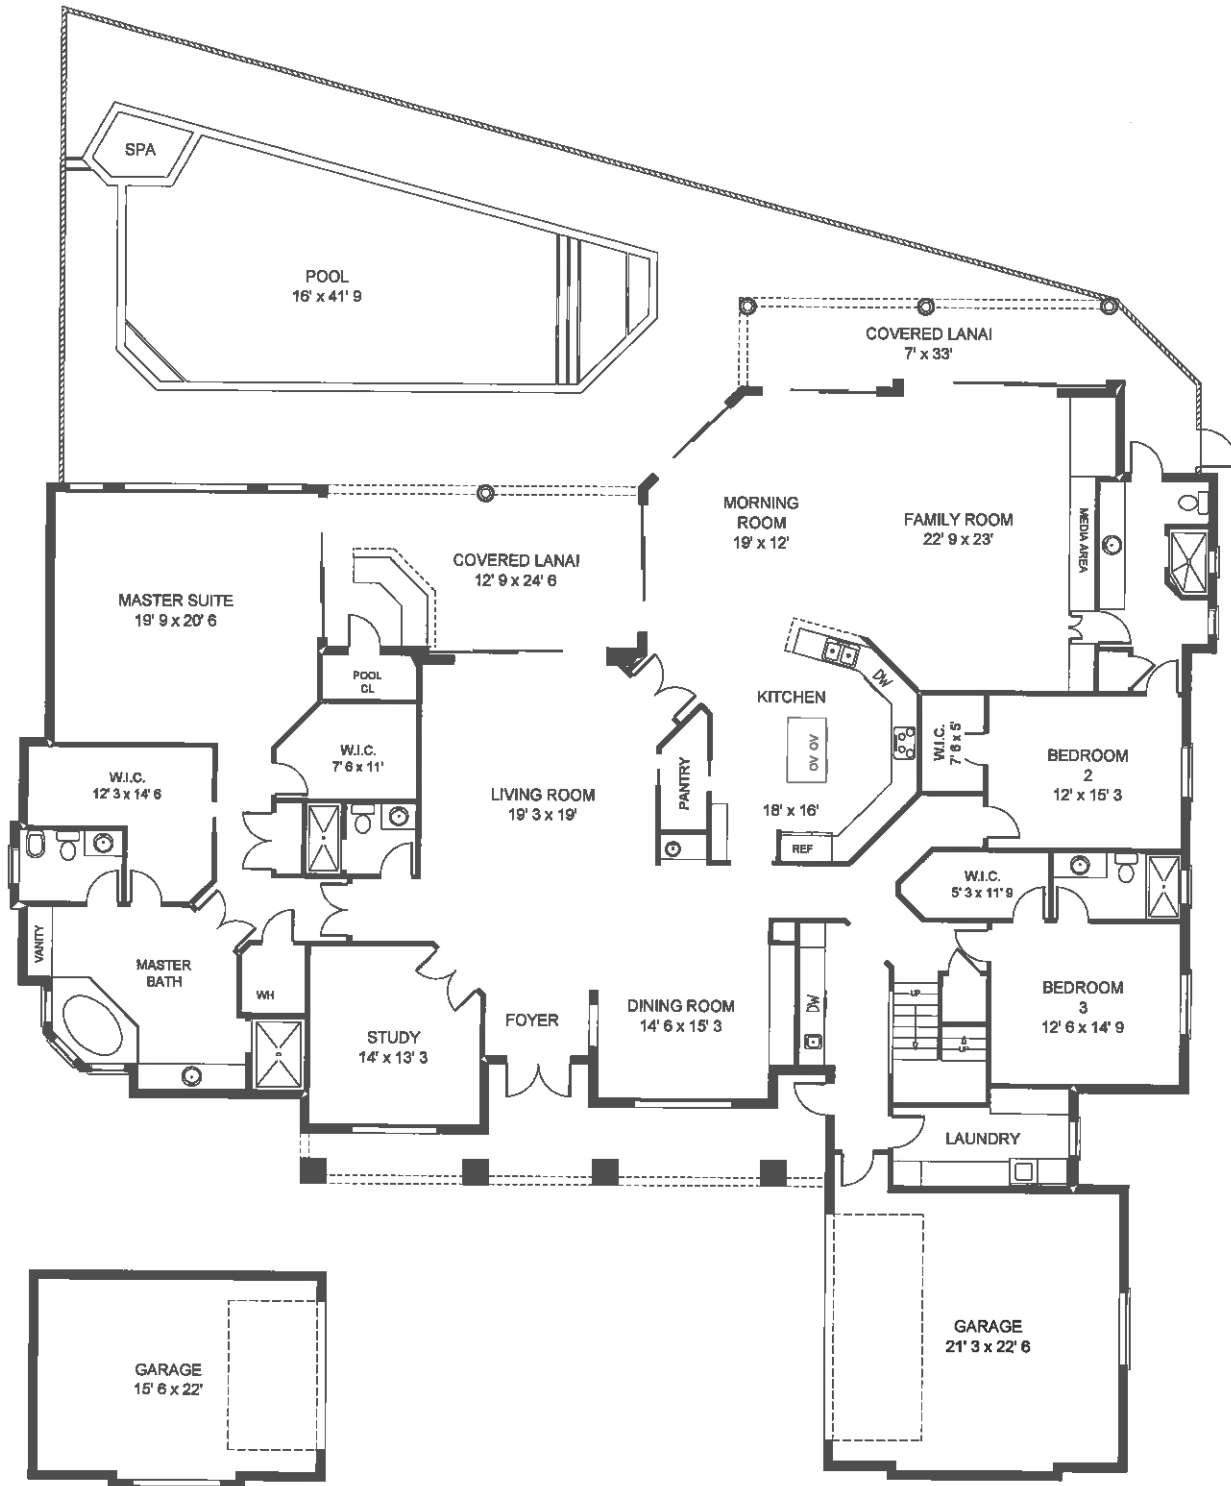 SPA
POOL
16' x 41' 9
COVERED LANAI
7' x 33'
MORNING
ROOM
19' x 12'
FAMILY ROOM
22' 9 x 23'
MEDIA AREA
COVERED LANAI
12' 9 x 24' 6
MASTER SUITE
19' 9 x 20' 6
POOL
CL
DW
KITCHEN
OV OV
18' x 16'
REF
PANTRY
W.I.C.
7' 6 x 5'
BEDROOM
2
12' x 15' 3
W.I.C.
7' 6 x 11'
W.I.C.
12' 3 x 14' 6
LIVING ROOM
19' 3 x 19'
W.I.C.
5' 3 x 11' 9
VANITY
MASTER
BATH
WH
STUDY
14' x 13' 3
FOYER
DINING ROOM
14' 6 x 15' 3
DW
UP
UP
BEDROOM
3
12' 6 x 14' 9
LAUNDRY
GARAGE
21' 3 x 22' 6
GARAGE
15' 6 x 22'